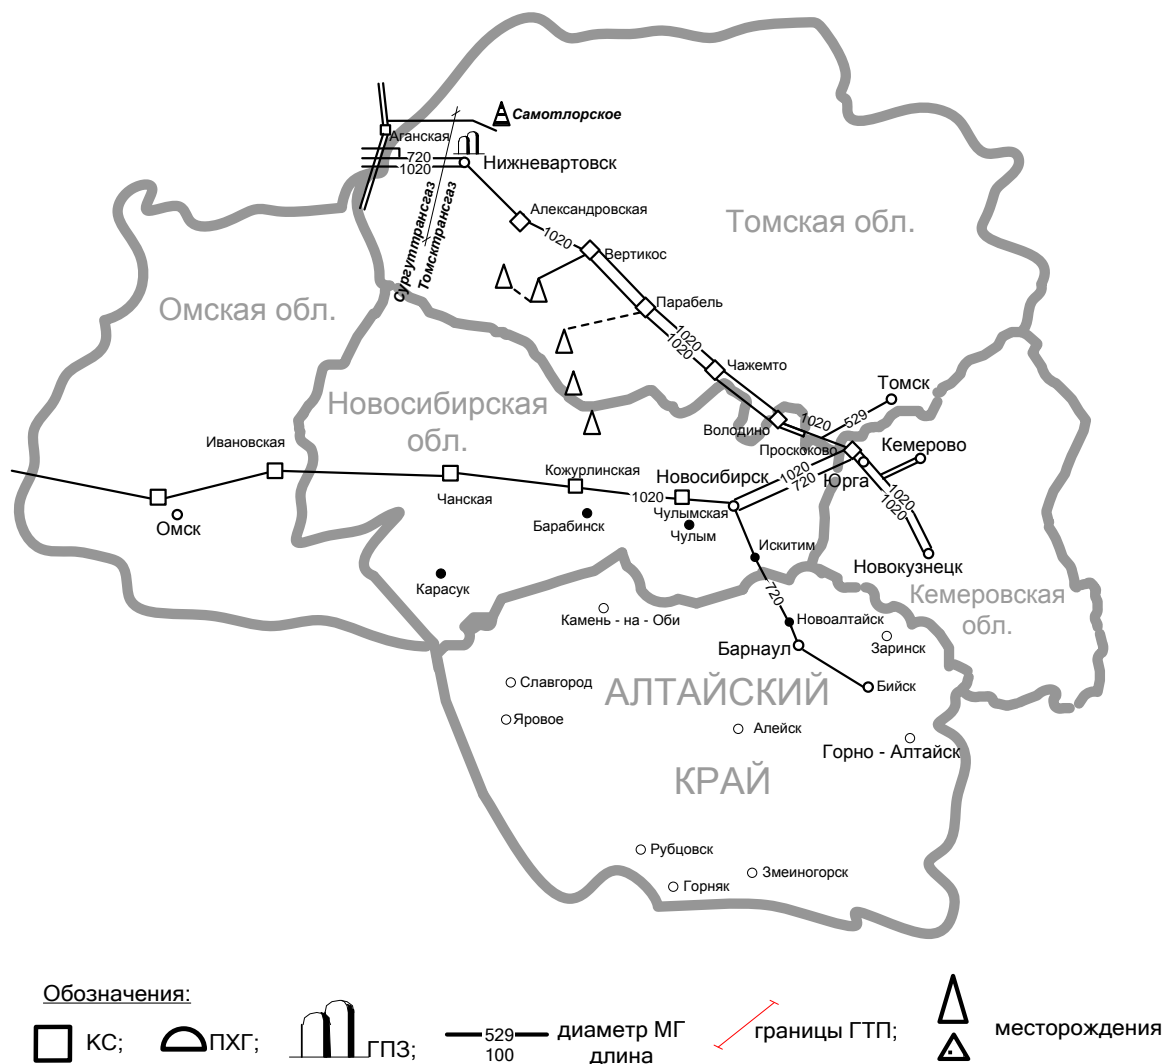 Самотлорское
Аганская
720
1020
Нижневартовск
Сургуттрансгаз
Томсктрансгаз
Александровская
1020
Вертикос
Томская обл.
Омская обл.
Парабель
1020
1020
Чажемто
Томск
Новосибирская
обл.
Володино
1020
529
Проскоково
Кемерово
Ивановская
Кожурлинская
Новосибирск
1020
720
Юрга
Чанская
1020
Чулымская
1020
1020
Омск
Барабинск
Чулым
Искитим
Новокузнецк
Карасук
720
Кемеровская
обл.
Камень - на - Оби
Новоалтайск
Барнаул
Заринск
Славгород
АЛТАЙСКИЙ
Бийск
Яровое
Алейск
Горно - Алтайск
КРАЙ
Рубцовск
Змеиногорск
Горняк
Обозначения:
КС;
ПХГ;
ГПЗ;
529
100
диаметр МГ
длина
границы ГТП;
месторождения